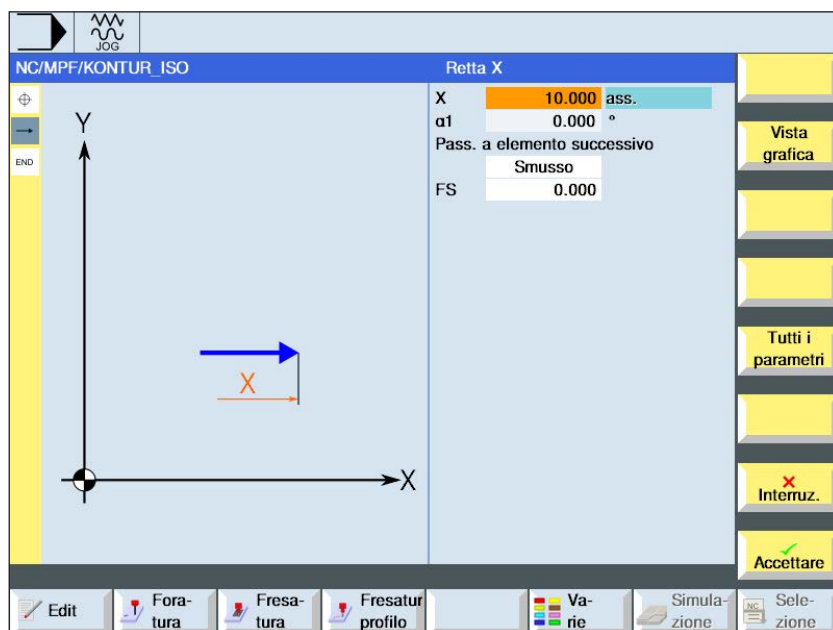 JOG
NC/MPF/KONTUR_ISO
Retta X
END
Y
X
X
X 10.000 ass.
α1 0.000 °
Pass. a elemento successivo
Smusso
FS 0.000
Vista
grafica
Tutti i
parametri
Interruz.
Accettare
Edit
Fora-
tura
Fresa-
tura
Fresatur
profilo
Va-
rie
Simula-
zione
NC
Sele-
zione